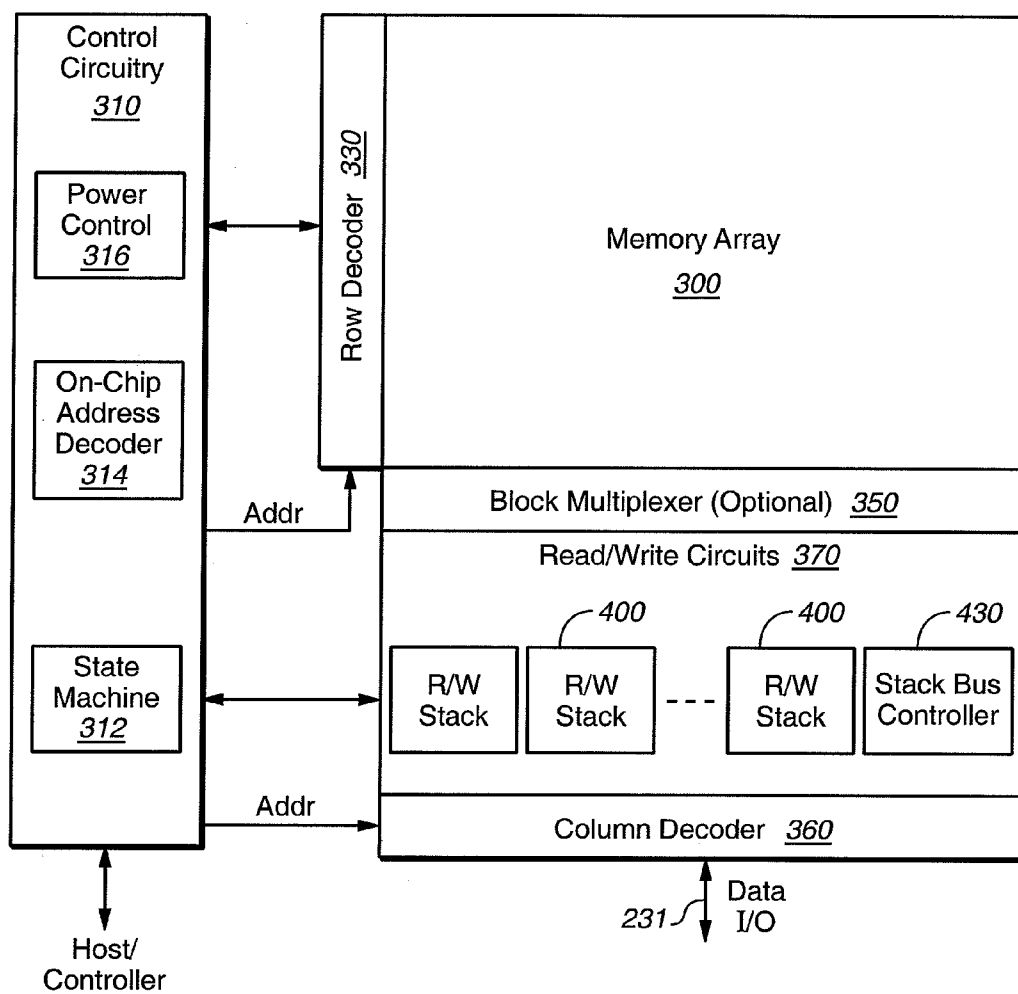 Control
Circuitry
310
Power
Control
316
On-Chip
Address
Decoder
314
State
Machine
312
Host/
Controller
Addr
Addr
Row Decoder 330
Memory Array
300
Block Multiplexer (Optional) 350
Read/Write Circuits 370
400
400
430
R/W
Stack
R/W
Stack
R/W
Stack
Stack Bus
Controller
Column Decoder 360
231
Data
I/O